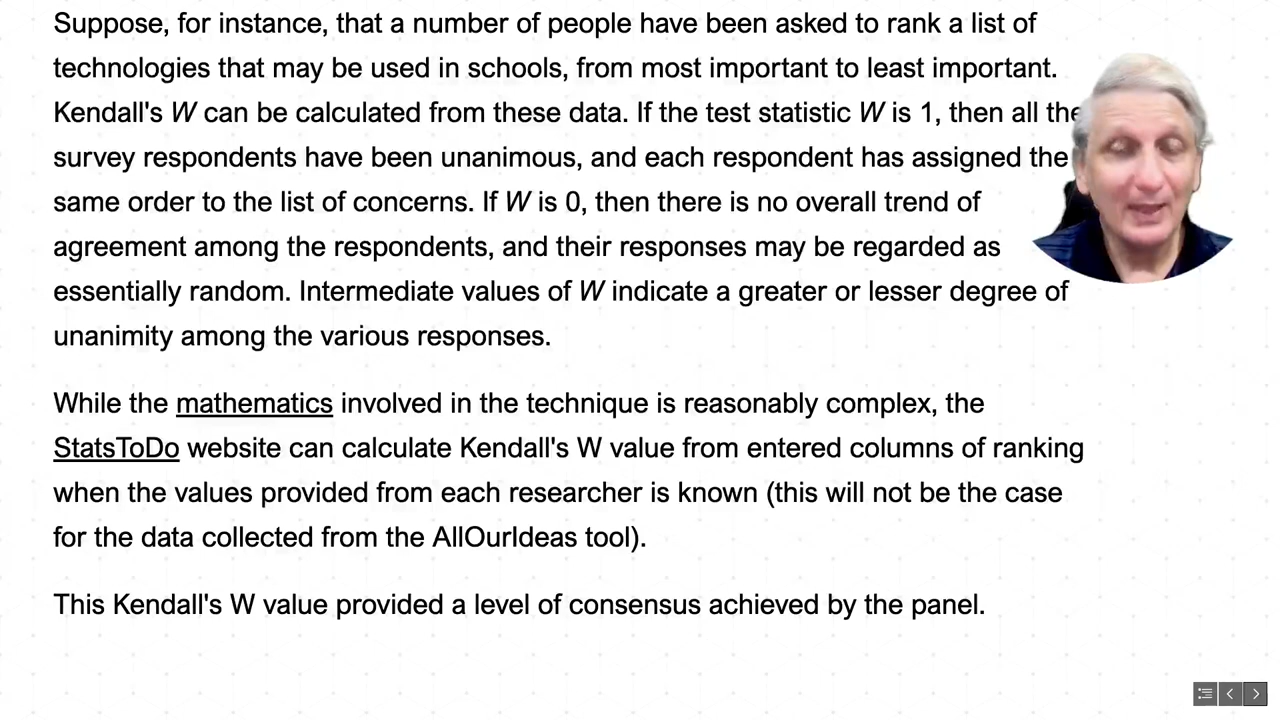 Suppose, for instance, that a number of people have been asked to rank a list of
technologies that may be used in schools, from most important to least important.
Kendall's W can be calculated from these data. If the test statistic W is 1, then all the
survey respondents have been unanimous, and each respondent has assigned the
same order to the list of concerns. If W is 0, then there is no overall trend of
agreement among the respondents, and their responses may be regarded as
essentially random. Intermediate values of W indicate a greater or lesser degree of
unanimity among the various responses.
While the mathematics involved in the technique is reasonably complex, the
StatsToDo website can calculate Kendall's W value from entered columns of ranking
when the values provided from each researcher is known (this will not be the case
for the data collected from the AllOurIdeas tool).
This Kendall's W value provided a level of consensus achieved by the panel.